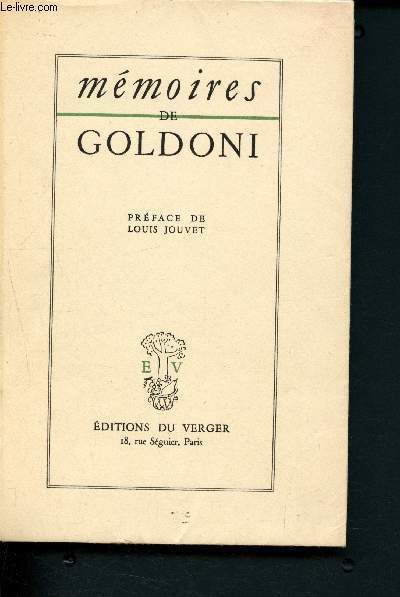 Le-livre.com
mémoires
DE
GOLDONI
PRÉFACE DE
LOUIS JOUVET
E V
ÉDITIONS DU VERGER
18, rue Séguier, Paris